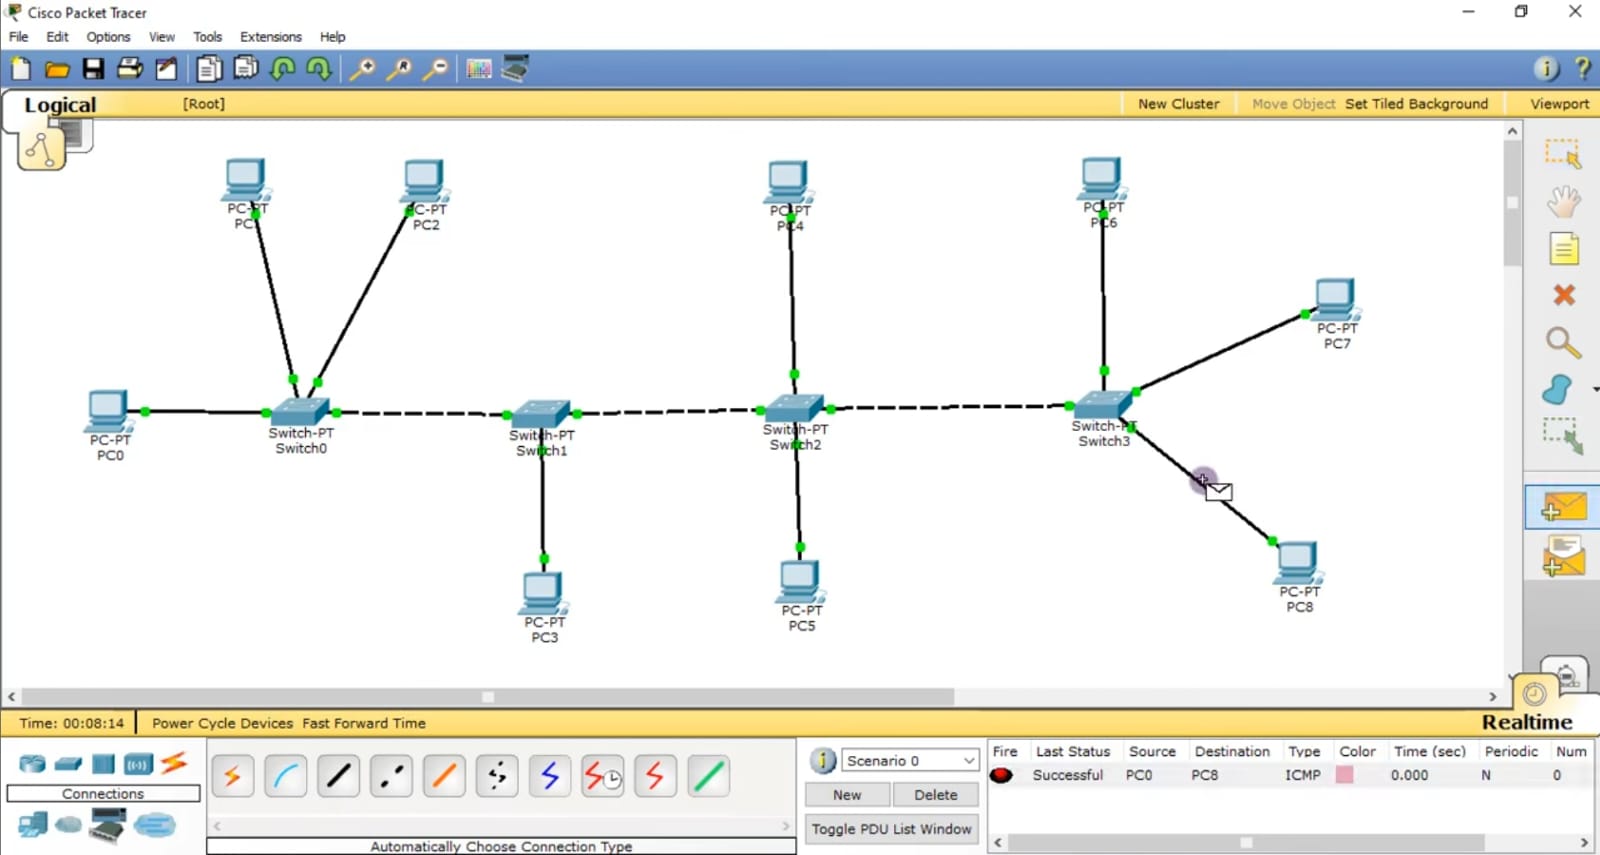 Cisco Packet Tracer
File Edit Options View Tools Extensions Help
Logical [Root] New Cluster Move Object Set Tiled Background Viewport
PC-PT
PC-PT
PC2
PC-PT
PC4
PC-PT
PC6
PC-PT
PC7
PC-PT
PC0
Switch-PT
Switch0
Switch-PT
Switch1
Switch-PT
Switch2
Switch-PT
Switch3
PC-PT
PC3
PC-PT
PC5
PC-PT
PC8
Time: 00:08:14 Power Cycle Devices Fast Forward Time Realtime
Connections
Automatically Choose Connection Type
Scenario 0
New Delete
Toggle PDU List Window
Fire Last Status Source Destination Type Color Time (sec) Periodic Num
Successful PC0 PC8 ICMP 0.000 N 0